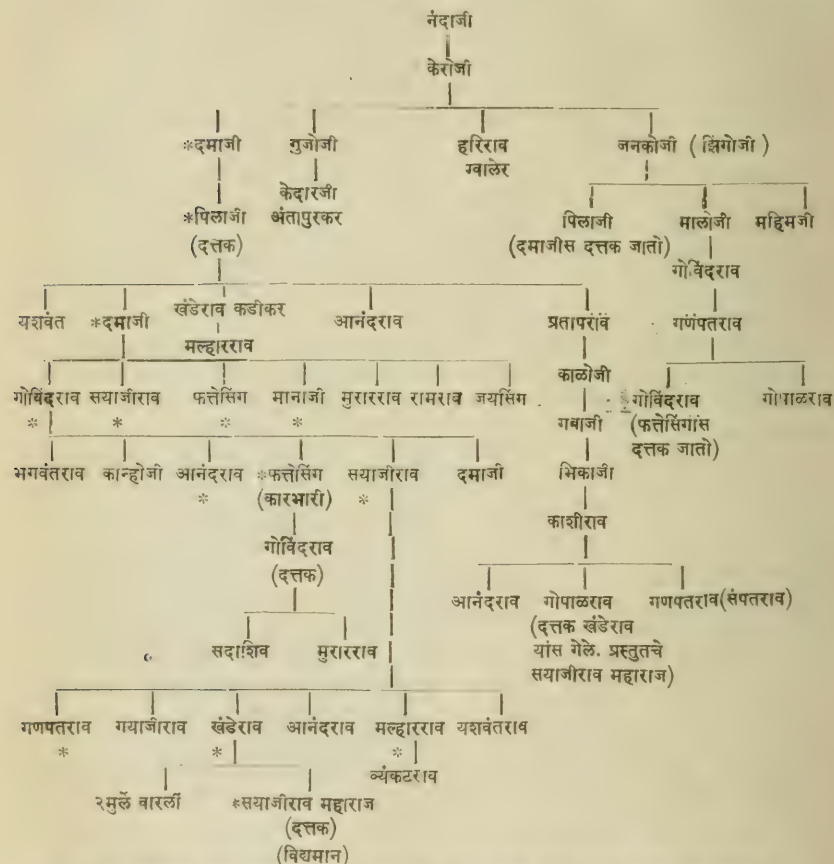 नंदाजी
केरोजी
*दमाजी गुजोजी हरिराव जनकोजी (झिंगोजी)
ग्वालेर
केदारजी
*पिलाजी अंतापुरकर पिलाजी मालोजी महिमजी
(दत्तक) (दमाजीस दत्तक जातो)
गोविंदराव
यशवंत *दमाजी खंडेराव कडीकर आनंदराव प्रतापराव गणंपतराव
मल्हारराव
काळोजी
गोविंदराव सयाजीराव फत्तेसिंग मानाजी मुरारराव रामराव जयसिंग गोविंदराव गोपाळराव
* * * * (फत्तेसिंगांस
गबाजी दत्तक जातो)
भगवंतराव कान्होजी आनंदराव *फत्तेसिंग सयाजीराव दमाजी भिकाजी
* (कारभारी) *
काशीराव
गोविंदराव
(दत्तक)
आनंदराव गोपाळराव गणपतराव(संपतराव)
(दत्तक खंडेराव
यांस गेले. प्रस्तुतचे
सयाजीराव महाराज)
सदाशिव मुरारराव
गणपतराव गयाजीराव खंडेराव आनंदराव मल्हारराव यशवंतराव
* * *
व्यंकटराव
२मुलें वारलीं *सयाजीराव महाराज
(दत्तक)
(विद्यमान)